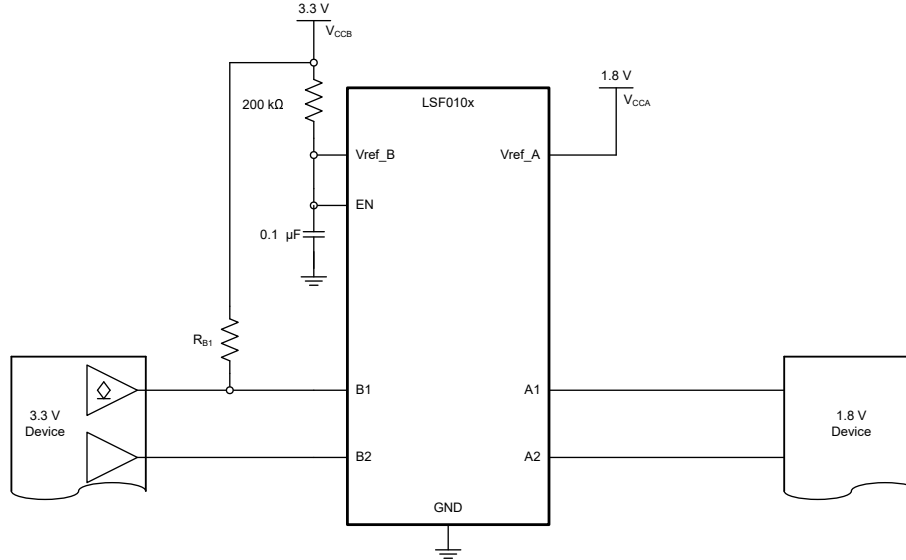 3.3 V
VCCB
200 kΩ
LSF010x
1.8 V
VCCA
Vref_B
Vref_A
EN
0.1 µF
RB1
3.3 V
Device
B1
A1
1.8 V
Device
B2
A2
GND